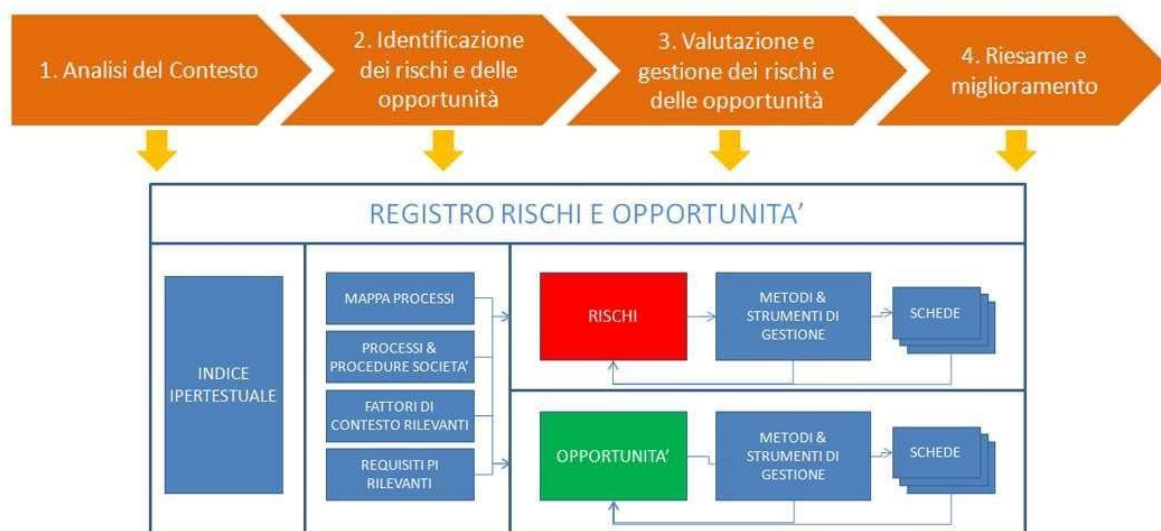 1. Analisi del Contesto
2. Identificazione
dei rischi e delle
opportunità
3. Valutazione e
gestione dei rischi e
delle opportunità
4. Riesame e
miglioramento
REGISTRO RISCHI E OPPORTUNITA’
INDICE
IPERTESTUALE
MAPPA PROCESSI
PROCESSI &
PROCEDURE SOCIETA’
FATTORI DI
CONTESTO RILEVANTI
REQUISITI PI
RILEVANTI
RISCHI
METODI &
STRUMENTI DI
GESTIONE
SCHEDE
OPPORTUNITA’
METODI &
STRUMENTI DI
GESTIONE
SCHEDE